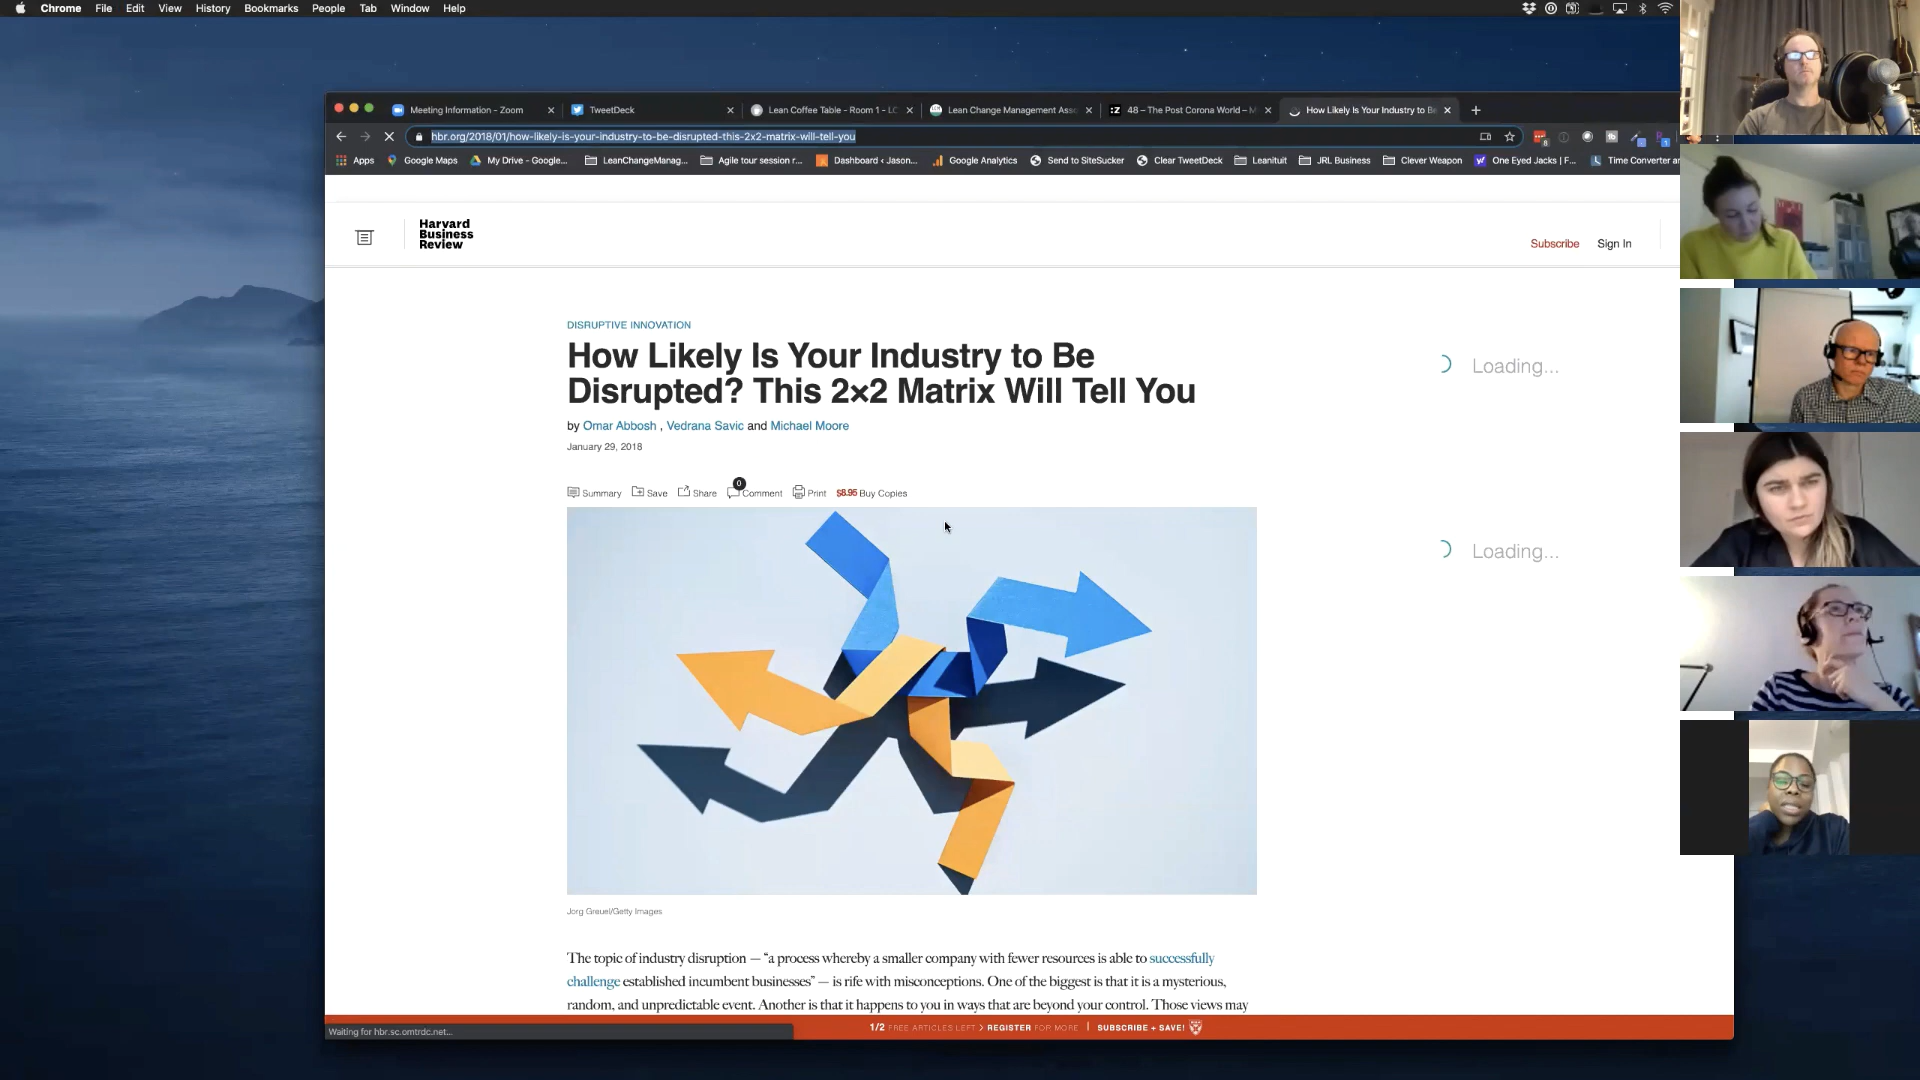 Chrome File Edit View History Bookmarks People Tab Window Help
Meeting Information - Zoom
TweetDeck
Lean Coffee Table - Room 1 - LC
Lean Change Management Asso
48 – The Post Corona World – M
How Likely Is Your Industry to Be
hbr.org/2018/01/how-likely-is-your-industry-to-be-disrupted-this-2x2-matrix-will-tell-you
Apps Google Maps My Drive - Google... LeanChangeManag... Agile tour session r... Dashboard ‹ Jason... Google Analytics Send to SiteSucker Clear TweetDeck Leanituit JRL Business Clever Weapon One Eyed Jacks | F... Time Converter ar
Harvard
Business
Review
Subscribe Sign In
DISRUPTIVE INNOVATION
How Likely Is Your Industry to Be
Disrupted? This 2×2 Matrix Will Tell You
by Omar Abbosh , Vedrana Savic and Michael Moore
January 29, 2018
Loading...
0
Summary Save Share Comment Print $8.95 Buy Copies
Loading...
Jorg Greuel/Getty Images
The topic of industry disruption — “a process whereby a smaller company with fewer resources is able to successfully
challenge established incumbent businesses” — is rife with misconceptions. One of the biggest is that it is a mysterious,
random, and unpredictable event. Another is that it happens to you in ways that are beyond your control. Those views may
Waiting for hbr.sc.omtrdc.net...
1/2 FREE ARTICLES LEFT > REGISTER FOR MORE | SUBSCRIBE + SAVE!